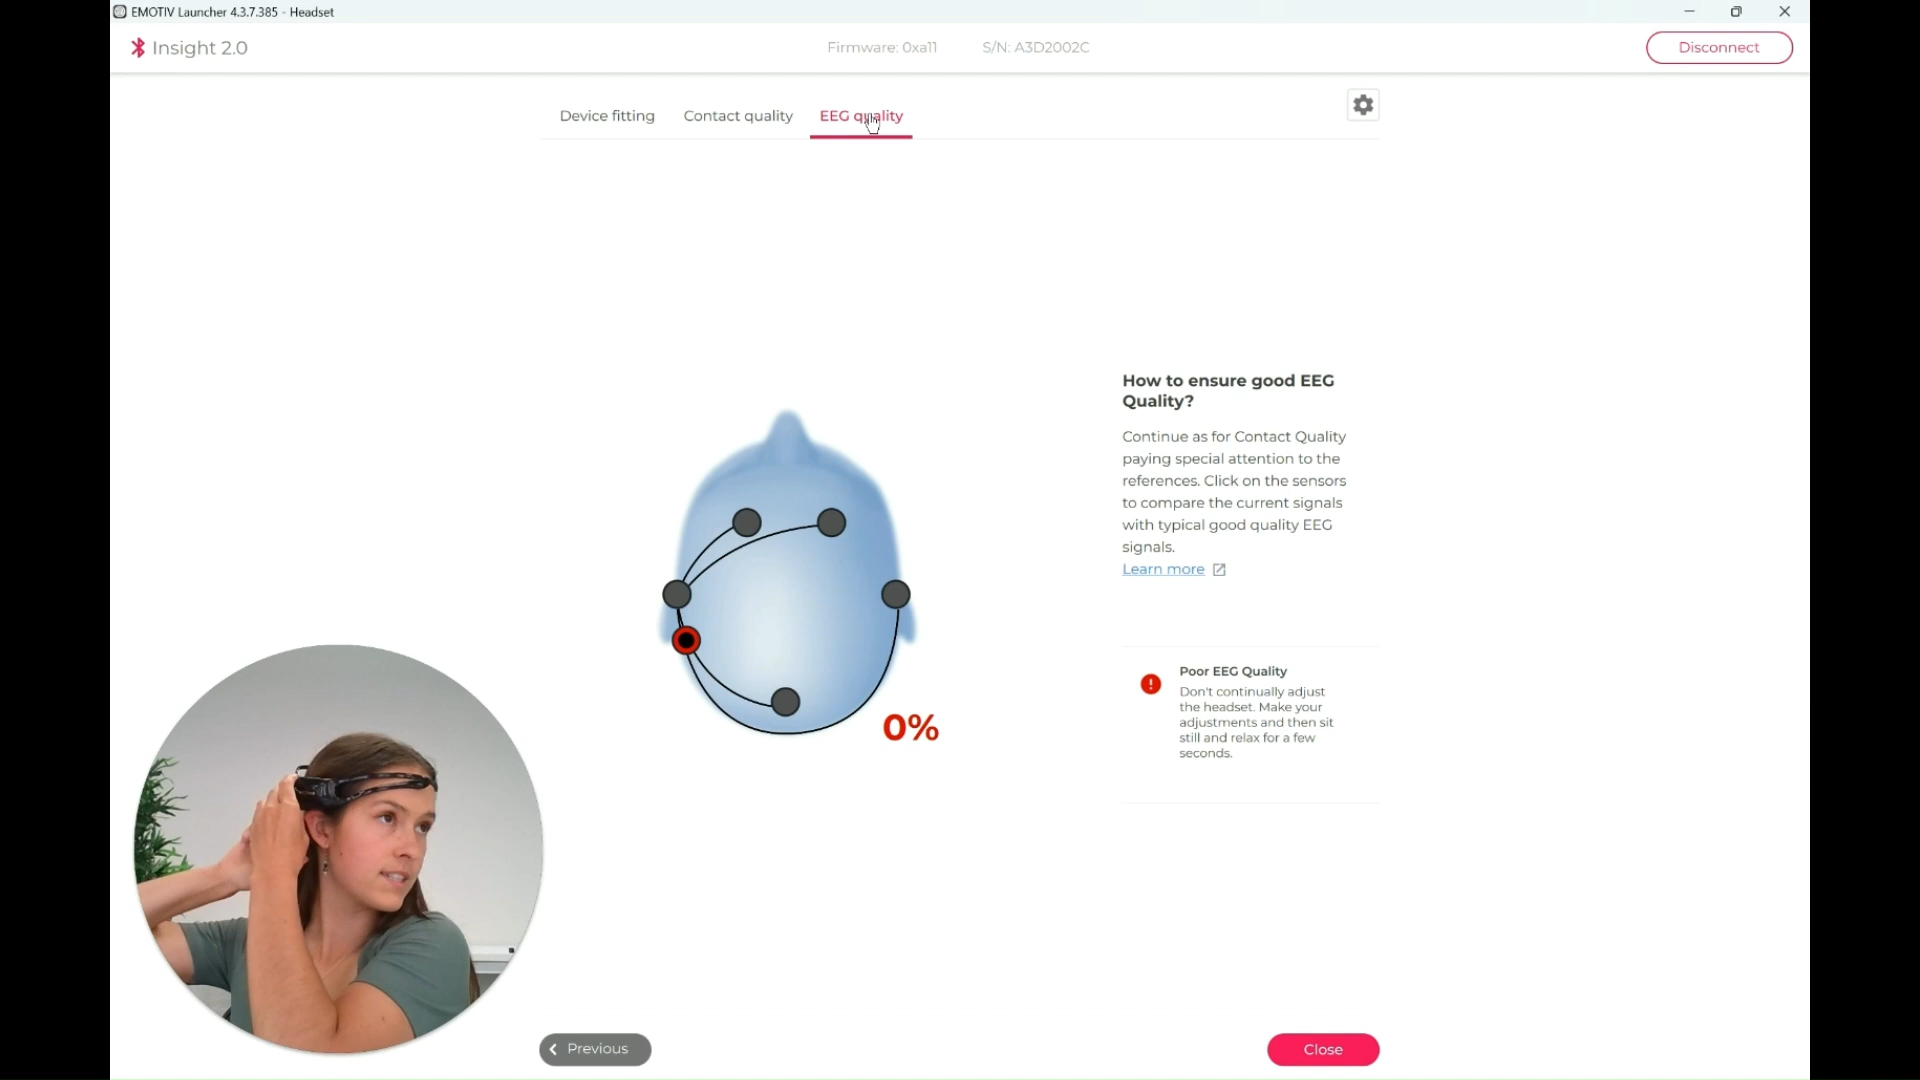 EMOTIV Launcher 4.3.7.385 - Headset
Insight 2.0
Firmware: 0xa11
S/N: A3D2002C
Disconnect
Device fitting
Contact quality
EEG quality
How to ensure good EEG
Quality?
Continue as for Contact Quality
paying special attention to the
references. Click on the sensors
to compare the current signals
with typical good quality EEG
signals.
Learn more
Poor EEG Quality
Don't continually adjust
the headset. Make your
adjustments and then sit
still and relax for a few
seconds.
0%
Previous
Close